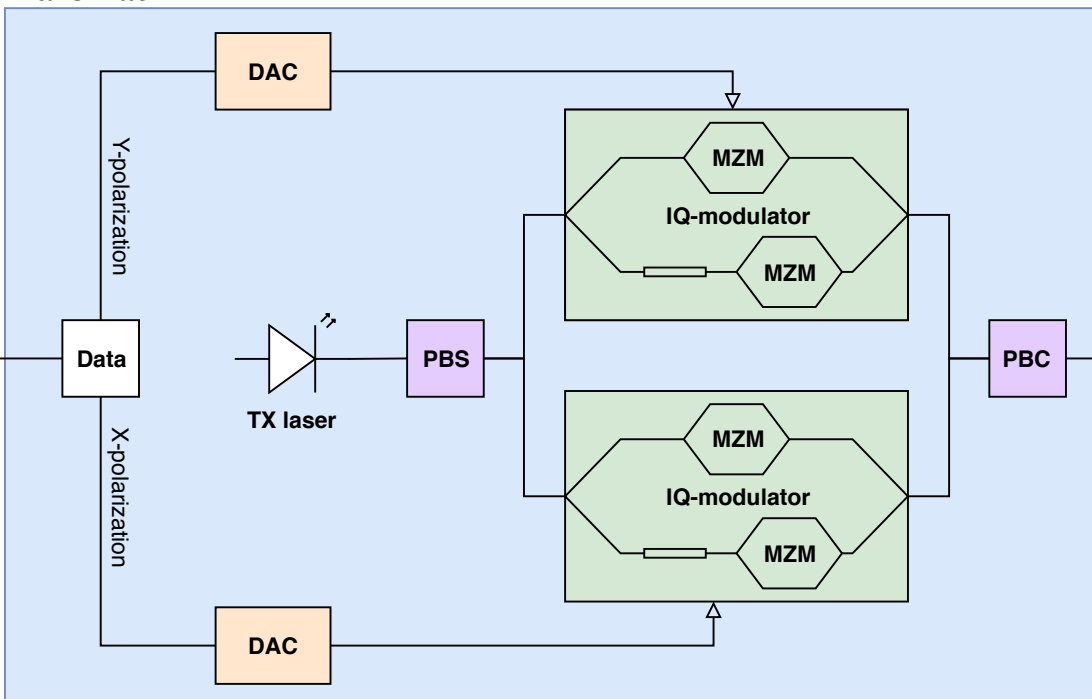 DAC
MZM
Y-polarization
IQ-modulator
MZM
Data
PBS
PBC
TX laser
MZM
X-polarization
IQ-modulator
MZM
DAC